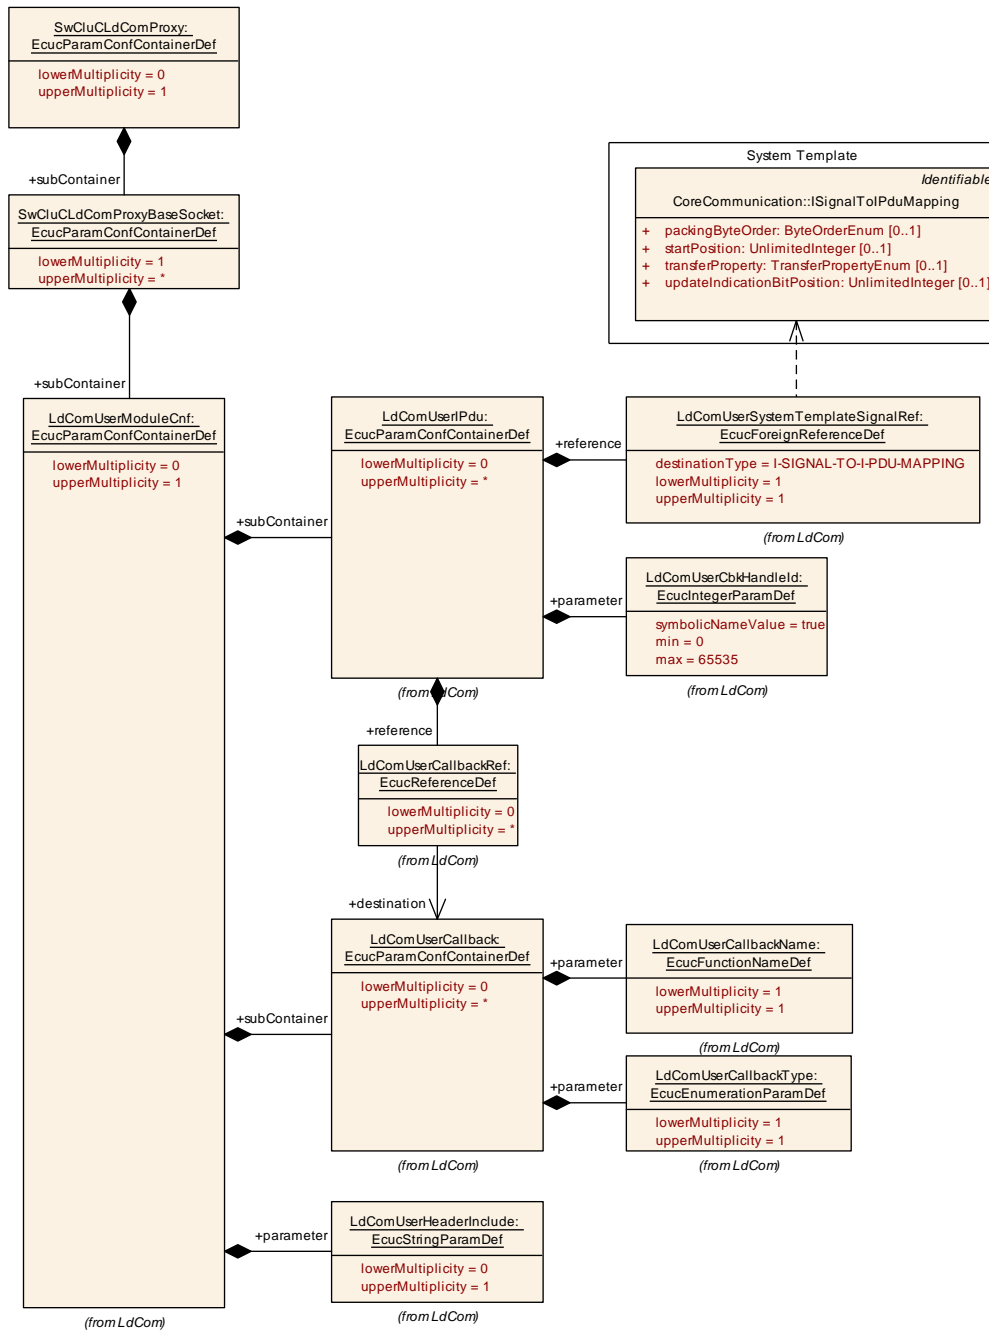 SwCluCLdComProxy:
EcucParamConfContainerDef
lowerMultiplicity = 0
upperMultiplicity = 1
+subContainer
SwCluCLdComProxyBaseSocket:
EcucParamConfContainerDef
lowerMultiplicity = 1
upperMultiplicity = *
+subContainer
System Template
Identifiable
CoreCommunication::ISignalToIPduMapping
+ packingByteOrder: ByteOrderEnum [0..1]
+ startPosition: UnlimitedInteger [0..1]
+ transferProperty: TransferPropertyEnum [0..1]
+ updateIndicationBitPosition: UnlimitedInteger [0..1]
LdComUserModuleCnf:
EcucParamConfContainerDef
lowerMultiplicity = 0
upperMultiplicity = 1
(from LdCom)
+subContainer
LdComUserIPdu:
EcucParamConfContainerDef
lowerMultiplicity = 0
upperMultiplicity = *
(from LdCom)
+reference
LdComUserSystemTemplateSignalRef:
EcucForeignReferenceDef
destinationType = I-SIGNAL-TO-I-PDU-MAPPING
lowerMultiplicity = 1
upperMultiplicity = 1
(from LdCom)
+parameter
LdComUserCbkHandleId:
EcucIntegerParamDef
symbolicNameValue = true
min = 0
max = 65535
(from LdCom)
+reference
LdComUserCallbackRef:
EcucReferenceDef
lowerMultiplicity = 0
upperMultiplicity = *
(from LdCom)
+destination
+subContainer
LdComUserCallback:
EcucParamConfContainerDef
lowerMultiplicity = 0
upperMultiplicity = *
(from LdCom)
+parameter
LdComUserCallbackName:
EcucFunctionNameDef
lowerMultiplicity = 1
upperMultiplicity = 1
(from LdCom)
+parameter
LdComUserCallbackType:
EcucEnumerationParamDef
lowerMultiplicity = 1
upperMultiplicity = 1
(from LdCom)
+parameter
LdComUserHeaderInclude:
EcucStringParamDef
lowerMultiplicity = 0
upperMultiplicity = 1
(from LdCom)